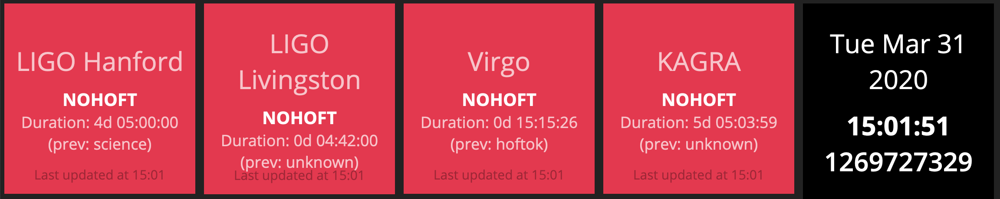 LIGO Hanford
NOHOFT
Duration: 4d 05:00:00
(prev: science)
Last updated at 15:01
LIGO
Livingston
NOHOFT
Duration: 0d 04:42:00
(prev: unknown)
Last updated at 15:01
Virgo
NOHOFT
Duration: 0d 15:15:26
(prev: hoftok)
Last updated at 15:01
KAGRA
NOHOFT
Duration: 5d 05:03:59
(prev: unknown)
Last updated at 15:01
Tue Mar 31
2020
15:01:51
1269727329